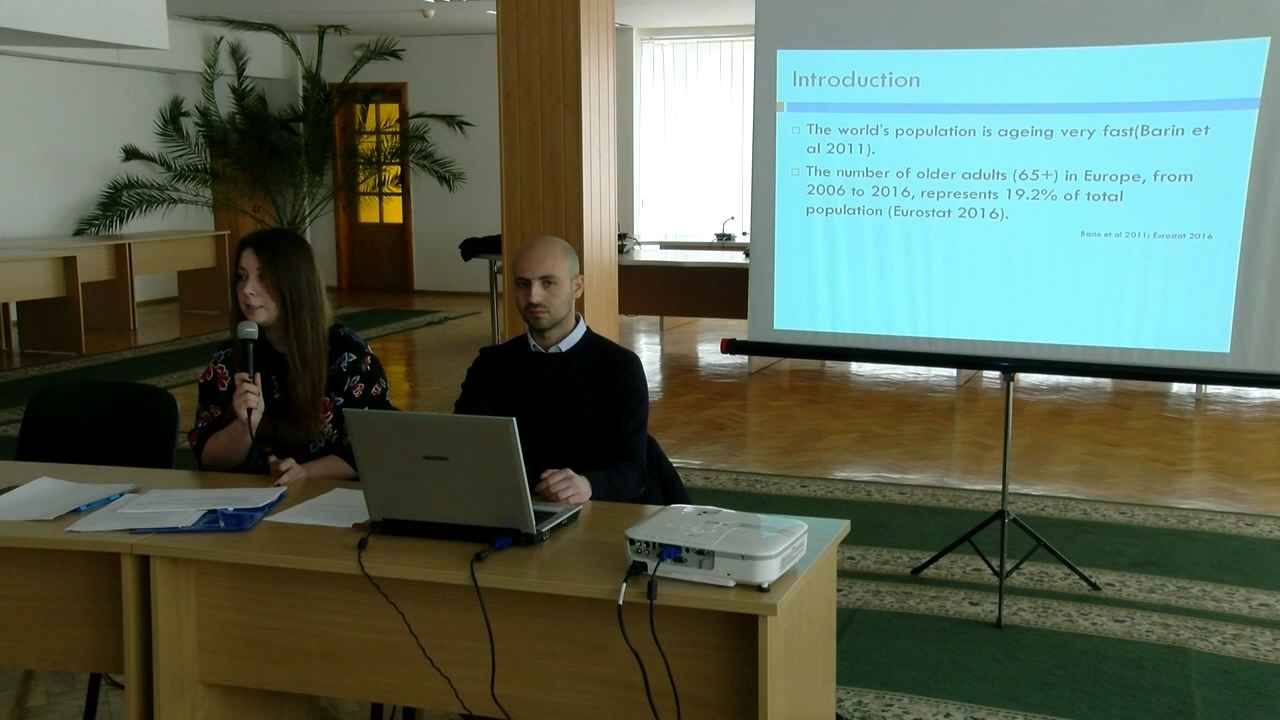 Introduction
The world's population is ageing very fast(Barin et
al 2011).
The number of older adults (65+) in Europe, from
2006 to 2016, represents 19.2% of total
population (Eurostat 2016).
Barin et al 2011; Eurostat 2016